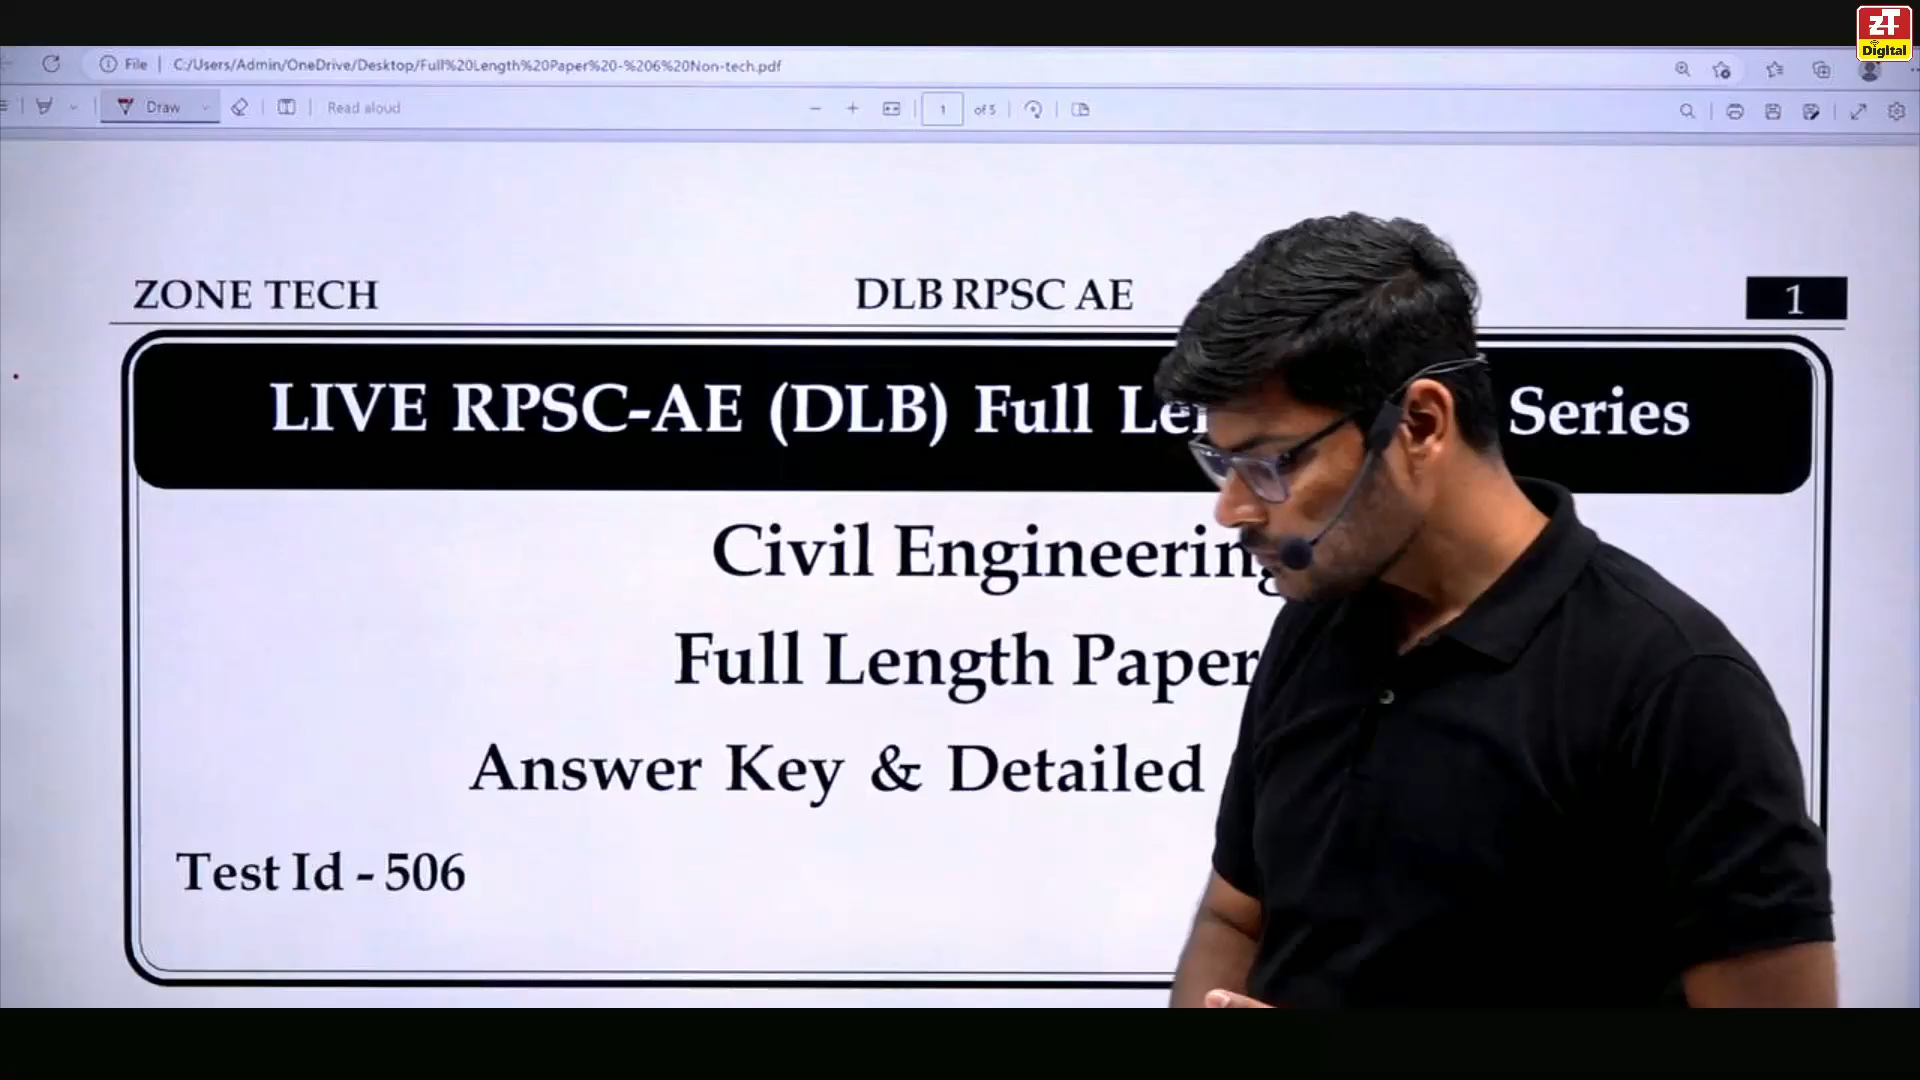 ZT
Digital
File C:/Users/Admin/OneDrive/Desktop/Full%20Length%20Paper%20-%206%20Non-tech.pdf
Draw Read aloud 1 of 5
ZONE TECH DLB RPSC AE 1
LIVE RPSC-AE (DLB) Full Series
Civil Engineering
Full Length Paper
Answer Key & Detailed
Test Id - 506